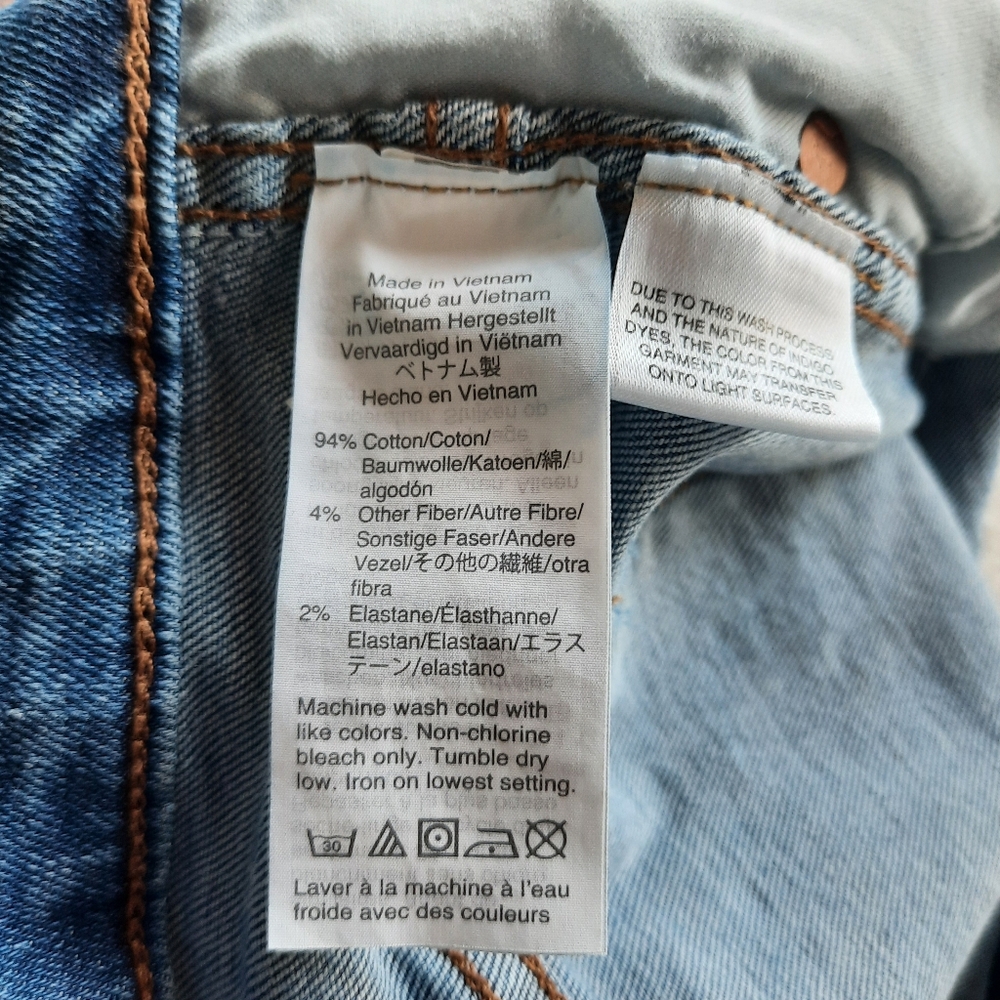 Made in Vietnam
Fabriqué au Vietnam
in Vietnam Hergestellt
Vervaardigd in Viëtnam
ベトナム製
Hecho en Vietnam
94% Cotton/Coton/
Baumwolle/Katoen/綿/
algodón
4% Other Fiber/Autre Fibre/
Sonstige Faser/Andere
Vezel/その他の繊維/otra
fibra
2% Elastane/Élasthanne/
Elastan/Elastaan/エラス
テーン/elastano
Machine wash cold with
like colors. Non-chlorine
bleach only. Tumble dry
low. Iron on lowest setting.
30
Laver à la machine à l'eau
froide avec des couleurs
DUE TO THIS WASH PROCESS
AND THE NATURE OF INDIGO
DYES, THE COLOR FROM THIS
GARMENT MAY TRANSFER
ONTO LIGHT SURFACES.